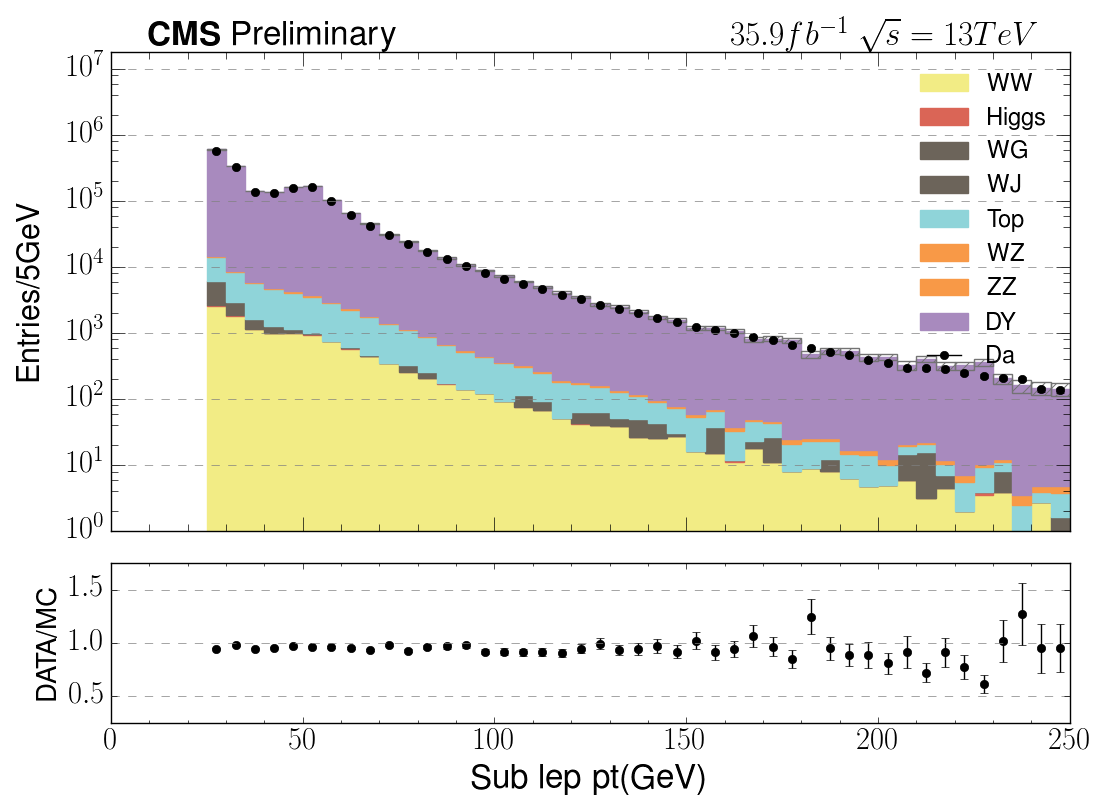 CMS Preliminary 35.9fb⁻¹ √s = 13TeV
10⁷
10⁶
10⁵
10⁴
10³
10²
10¹
10⁰
Entries/5GeV
WW
Higgs
WG
WJ
Top
WZ
ZZ
DY
Da
1.5
1.0
0.5
DATA/MC
0 50 100 150 200 250
Sub lep pt(GeV)